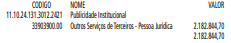 CODIGO NOME VALOR
11.10.24.131.3012.2421 Publicidade Institucional
33903900.00 Outros Serviços de Terceiros - Pessoa Jurídica 2.182.844,70
2.182.844,70